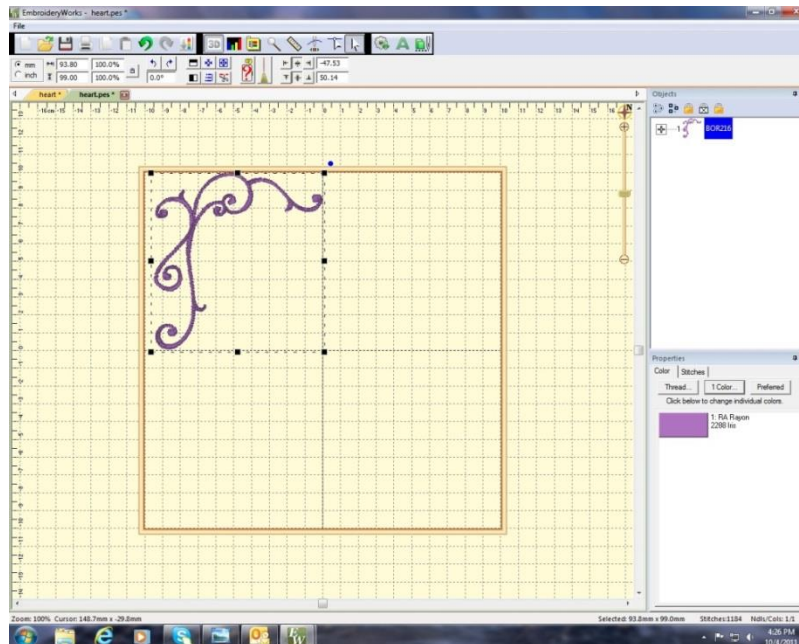 EmbroideryWorks - heart.pes *
File
3D
mm 93.80 100.0% -47.53
inch 99.00 100.0% 0.0° 50.14
heart * heart.pes *
Objects
1 BOR216
Properties
Color Stitches
Thread... 1 Color... Preferred
Click below to change individual colors.
1: RA Rayon
2288 Iris
Zoom: 100% Cursor: 148.7mm x -29.8mm Selected: 93.8mm x 99.0mm Stitches:1184 Ndls/Cols: 1/1
4:26 PM